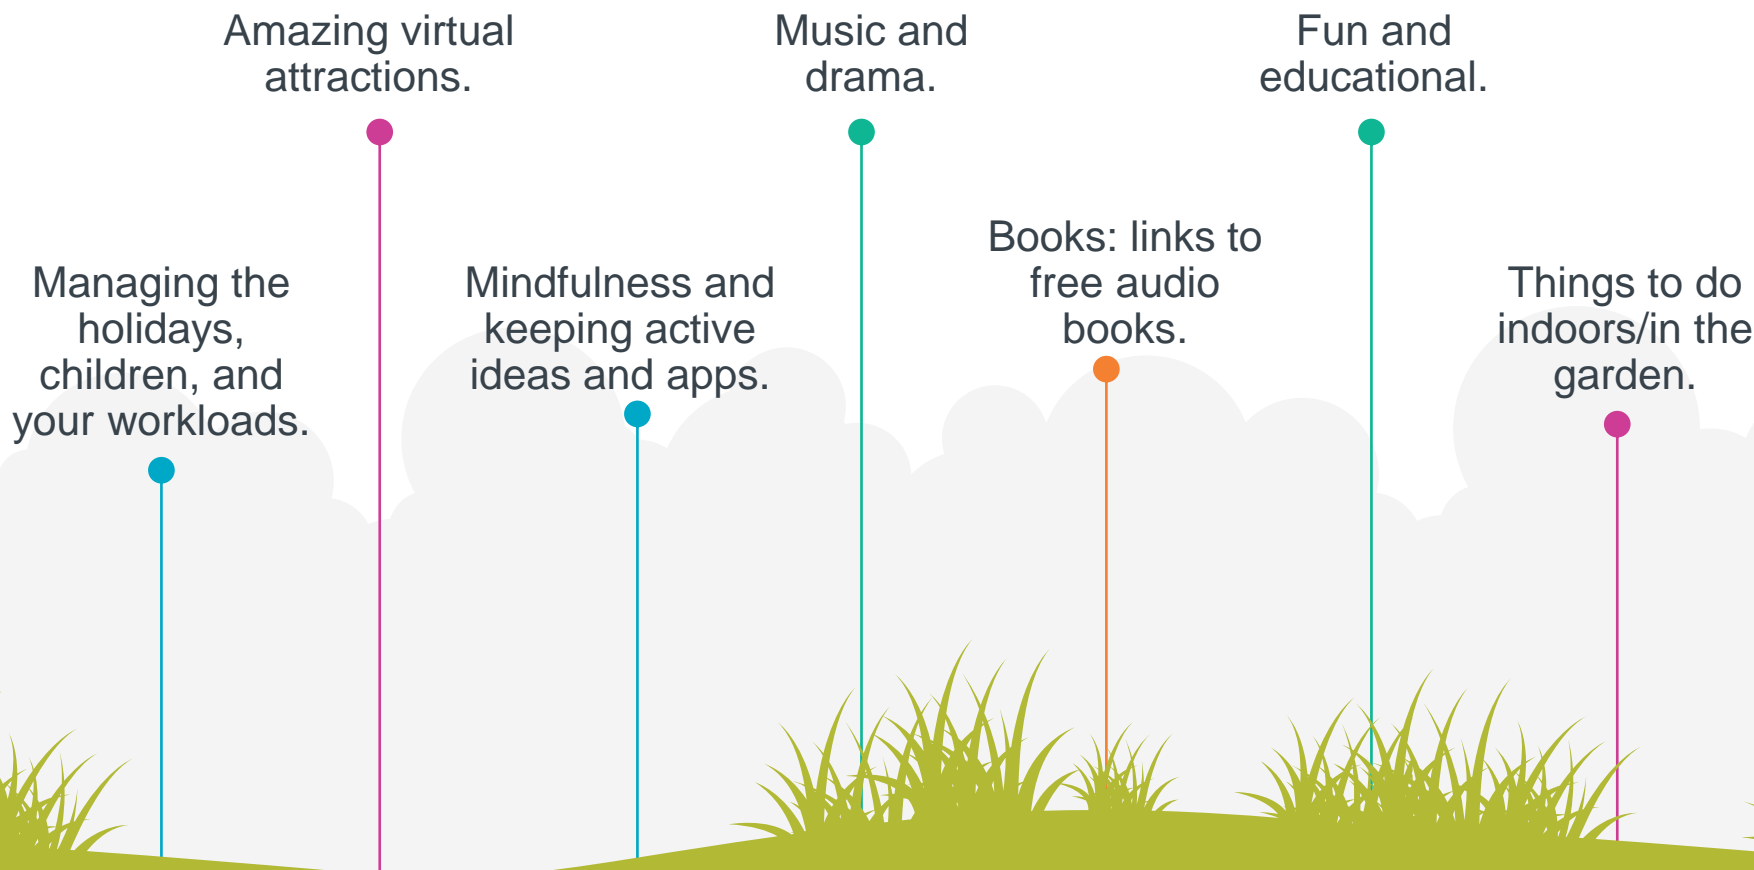 Managing the
holidays,
children, and
your workloads.
Amazing virtual
attractions.
Mindfulness and
keeping active
ideas and apps.
Music and
drama.
Books: links to
free audio
books.
Fun and
educational.
Things to do
indoors/in the
garden.